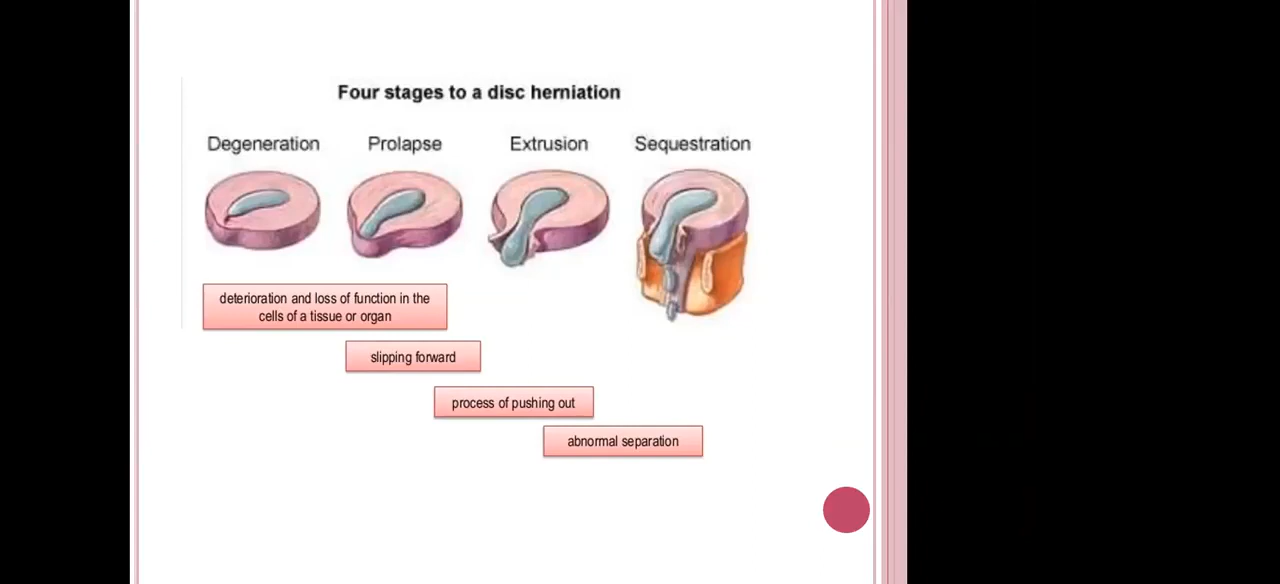 Four stages to a disc herniation
Degeneration Prolapse Extrusion Sequestration
deterioration and loss of function in the
cells of a tissue or organ
slipping forward
process of pushing out
abnormal separation